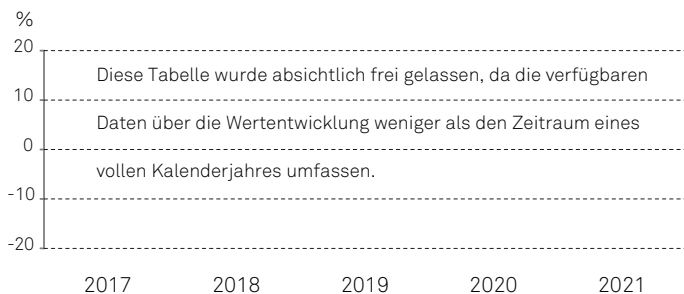 %
20
Diese Tabelle wurde absichtlich frei gelassen, da die verfügbaren
10
Daten über die Wertentwicklung weniger als den Zeitraum eines
0
vollen Kalenderjahres umfassen.
-10
-20
2017 2018 2019 2020 2021